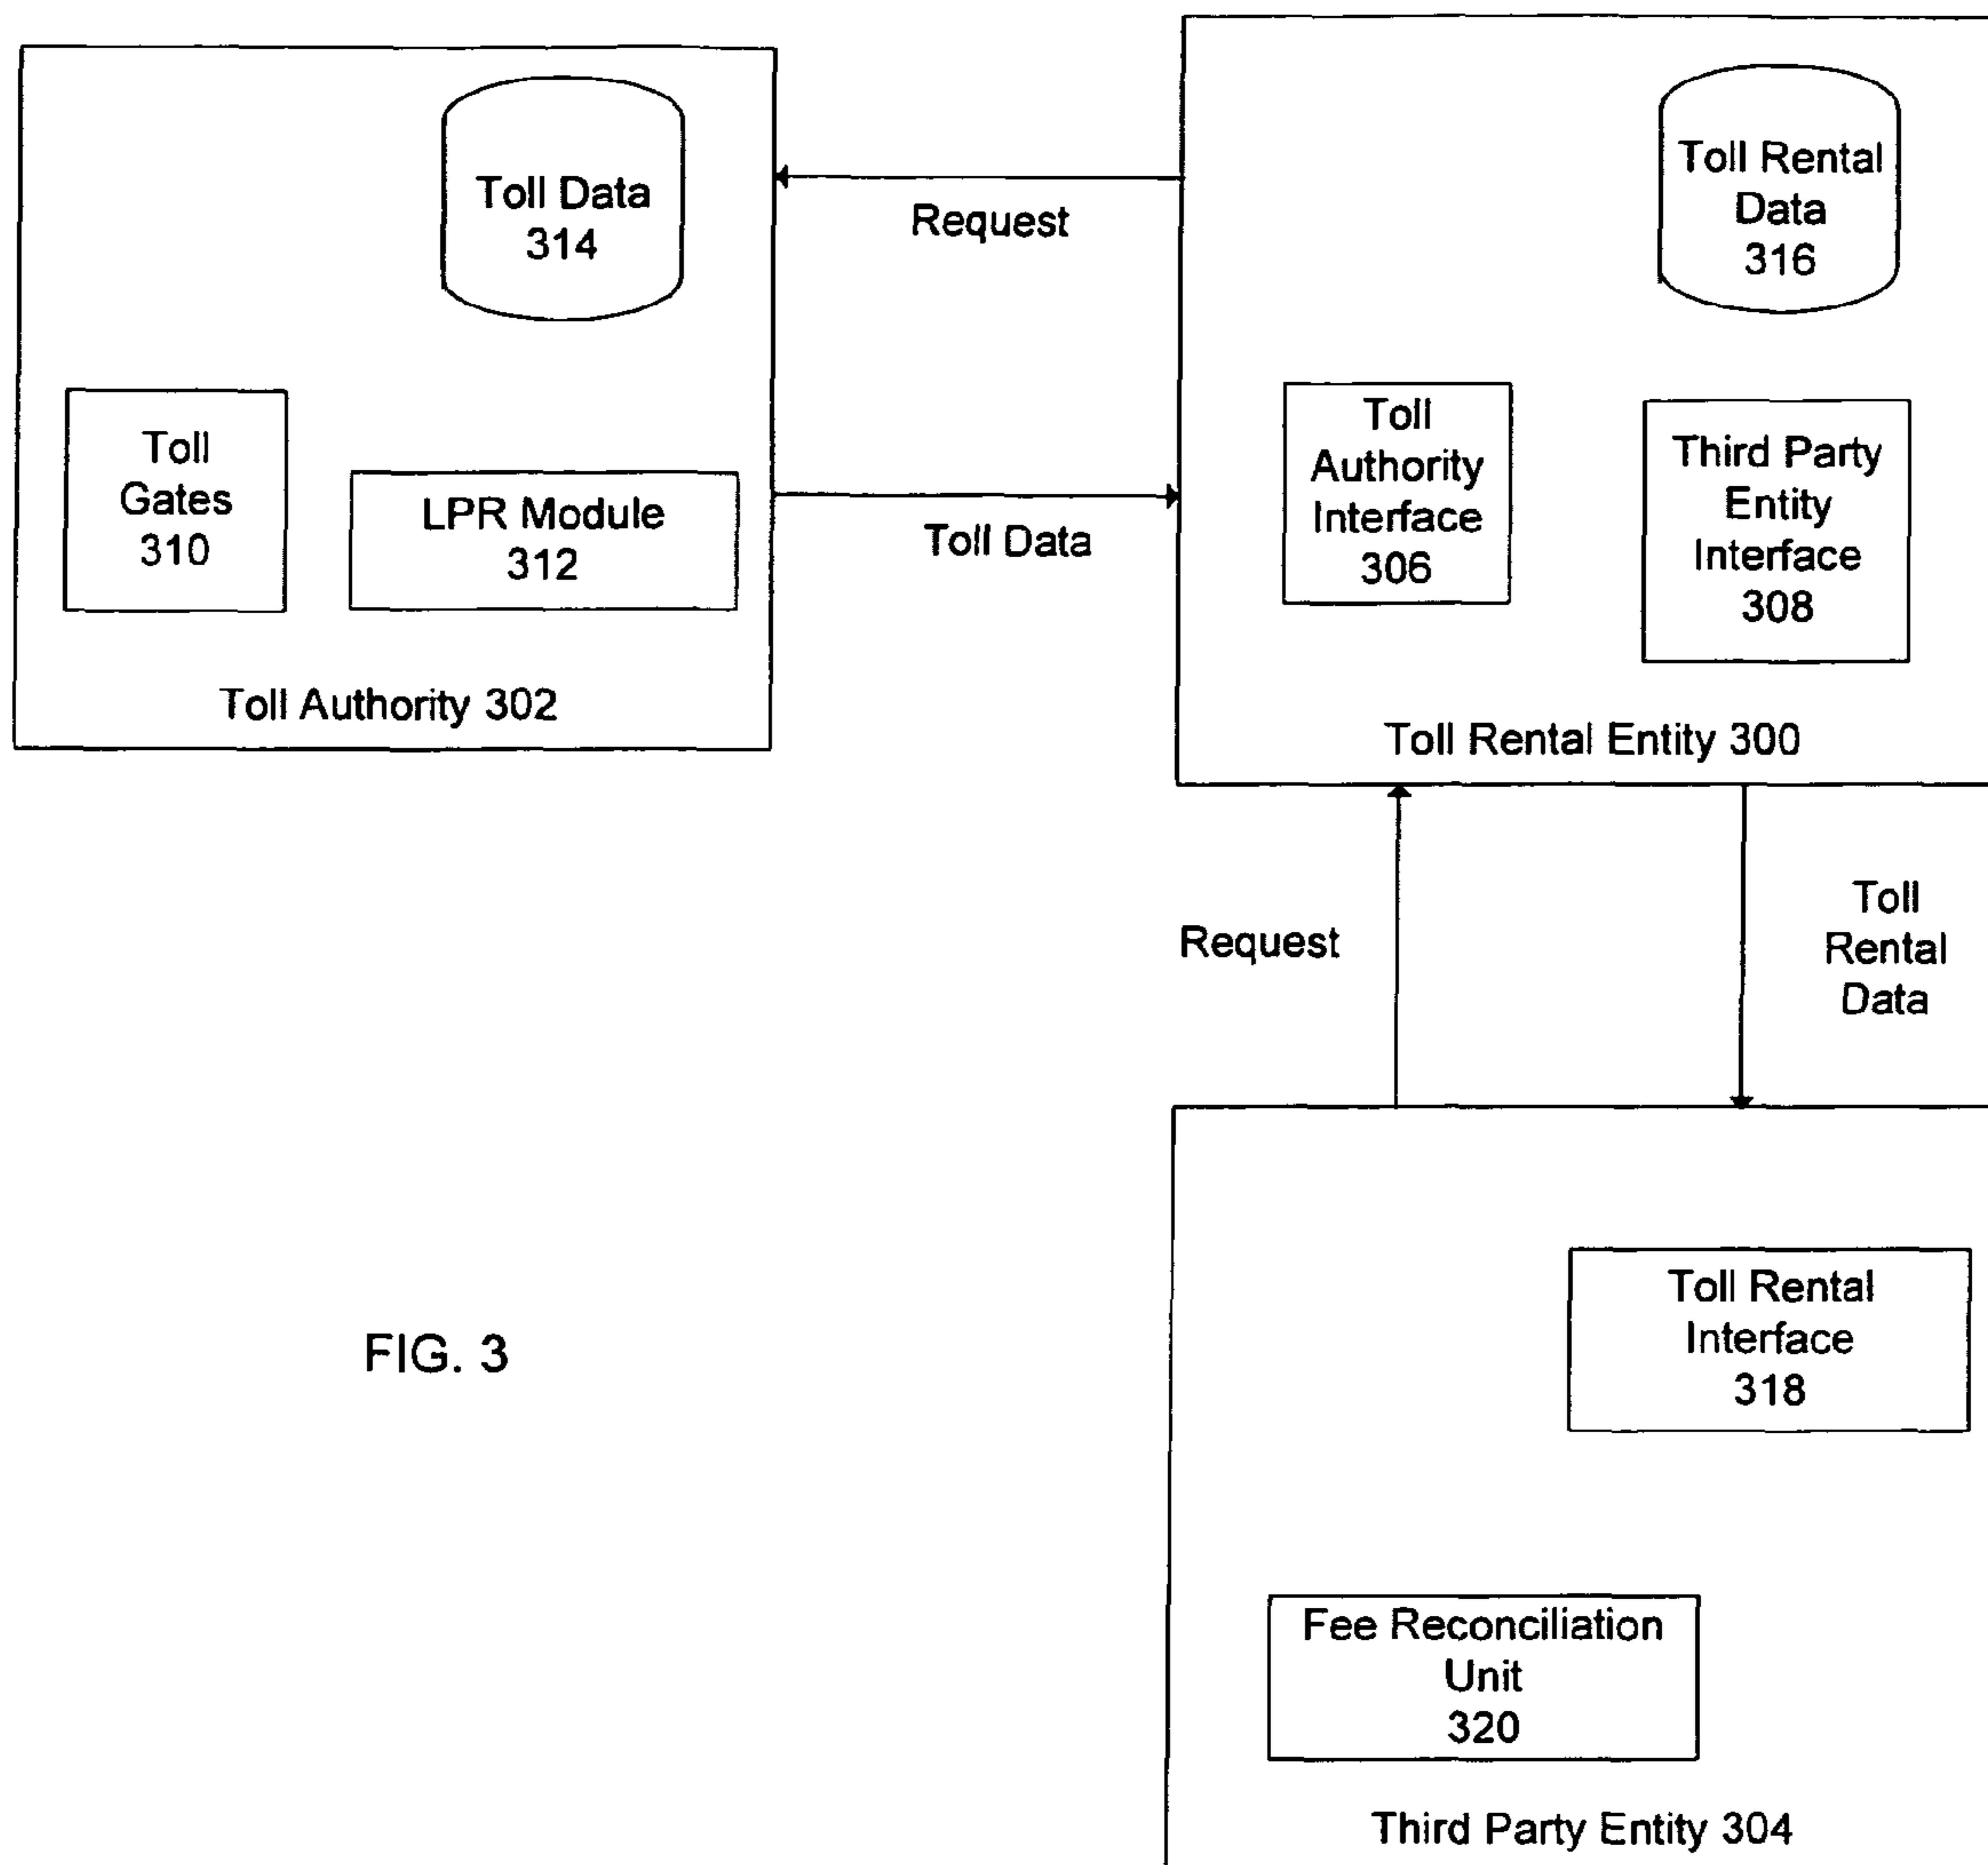 Toll Data
314
Toll
Gates
310
LPR Module
312
Toll Authority 302
Request
Toll Data
Toll Rental
Data
316
Toll
Authority
Interface
306
Third Party
Entity
Interface
308
Toll Rental Entity 300
Request
Toll
Rental
Data
Toll Rental
Interface
318
Fee Reconciliation
Unit
320
Third Party Entity 304
FIG. 3